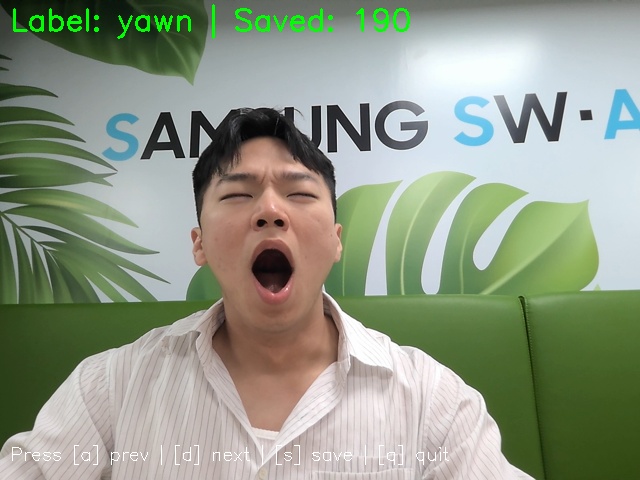 Label: yawn | Saved: 190
SAMSUNG SW·A
Press [a] prev | [d] next | [s] save | [q] quit